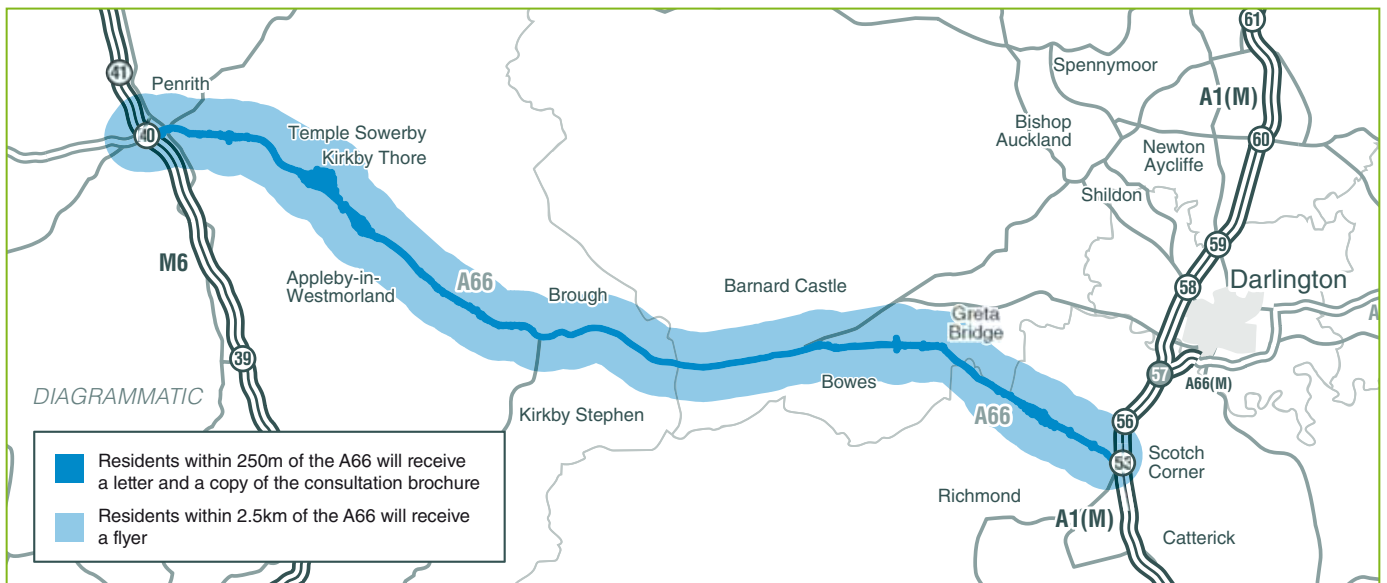 61
Spennymoor
41
Penrith
A1(M)
Bishop
Auckland
40
Temple Sowerby
Kirkby Thore
60
Newton
Aycliffe
Shildon
59
M6
Appleby-in-
Westmorland
A66
Brough
Barnard Castle
58
Darlington
A
Greta
Bridge
39
57
A66(M)
Bowes
DIAGRAMMATIC
Kirkby Stephen
A66
56
53
Scotch
Corner
Richmond
A1(M)
Catterick
Residents within 250m of the A66 will receive
a letter and a copy of the consultation brochure
Residents within 2.5km of the A66 will receive
a flyer